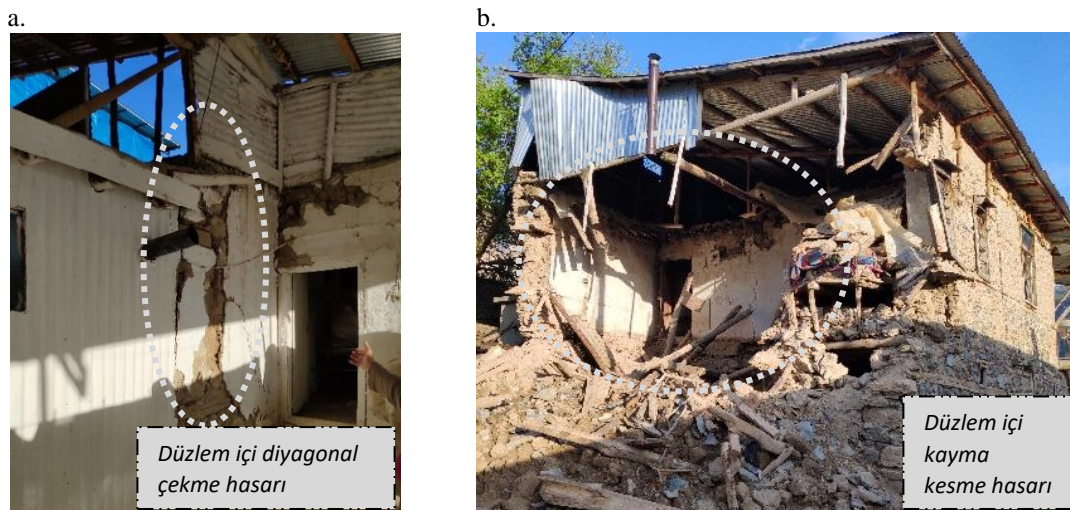 a.
b.
Düzlem içi diyagonal
çekme hasarı
Düzlem içi
kayma
kesme hasarı